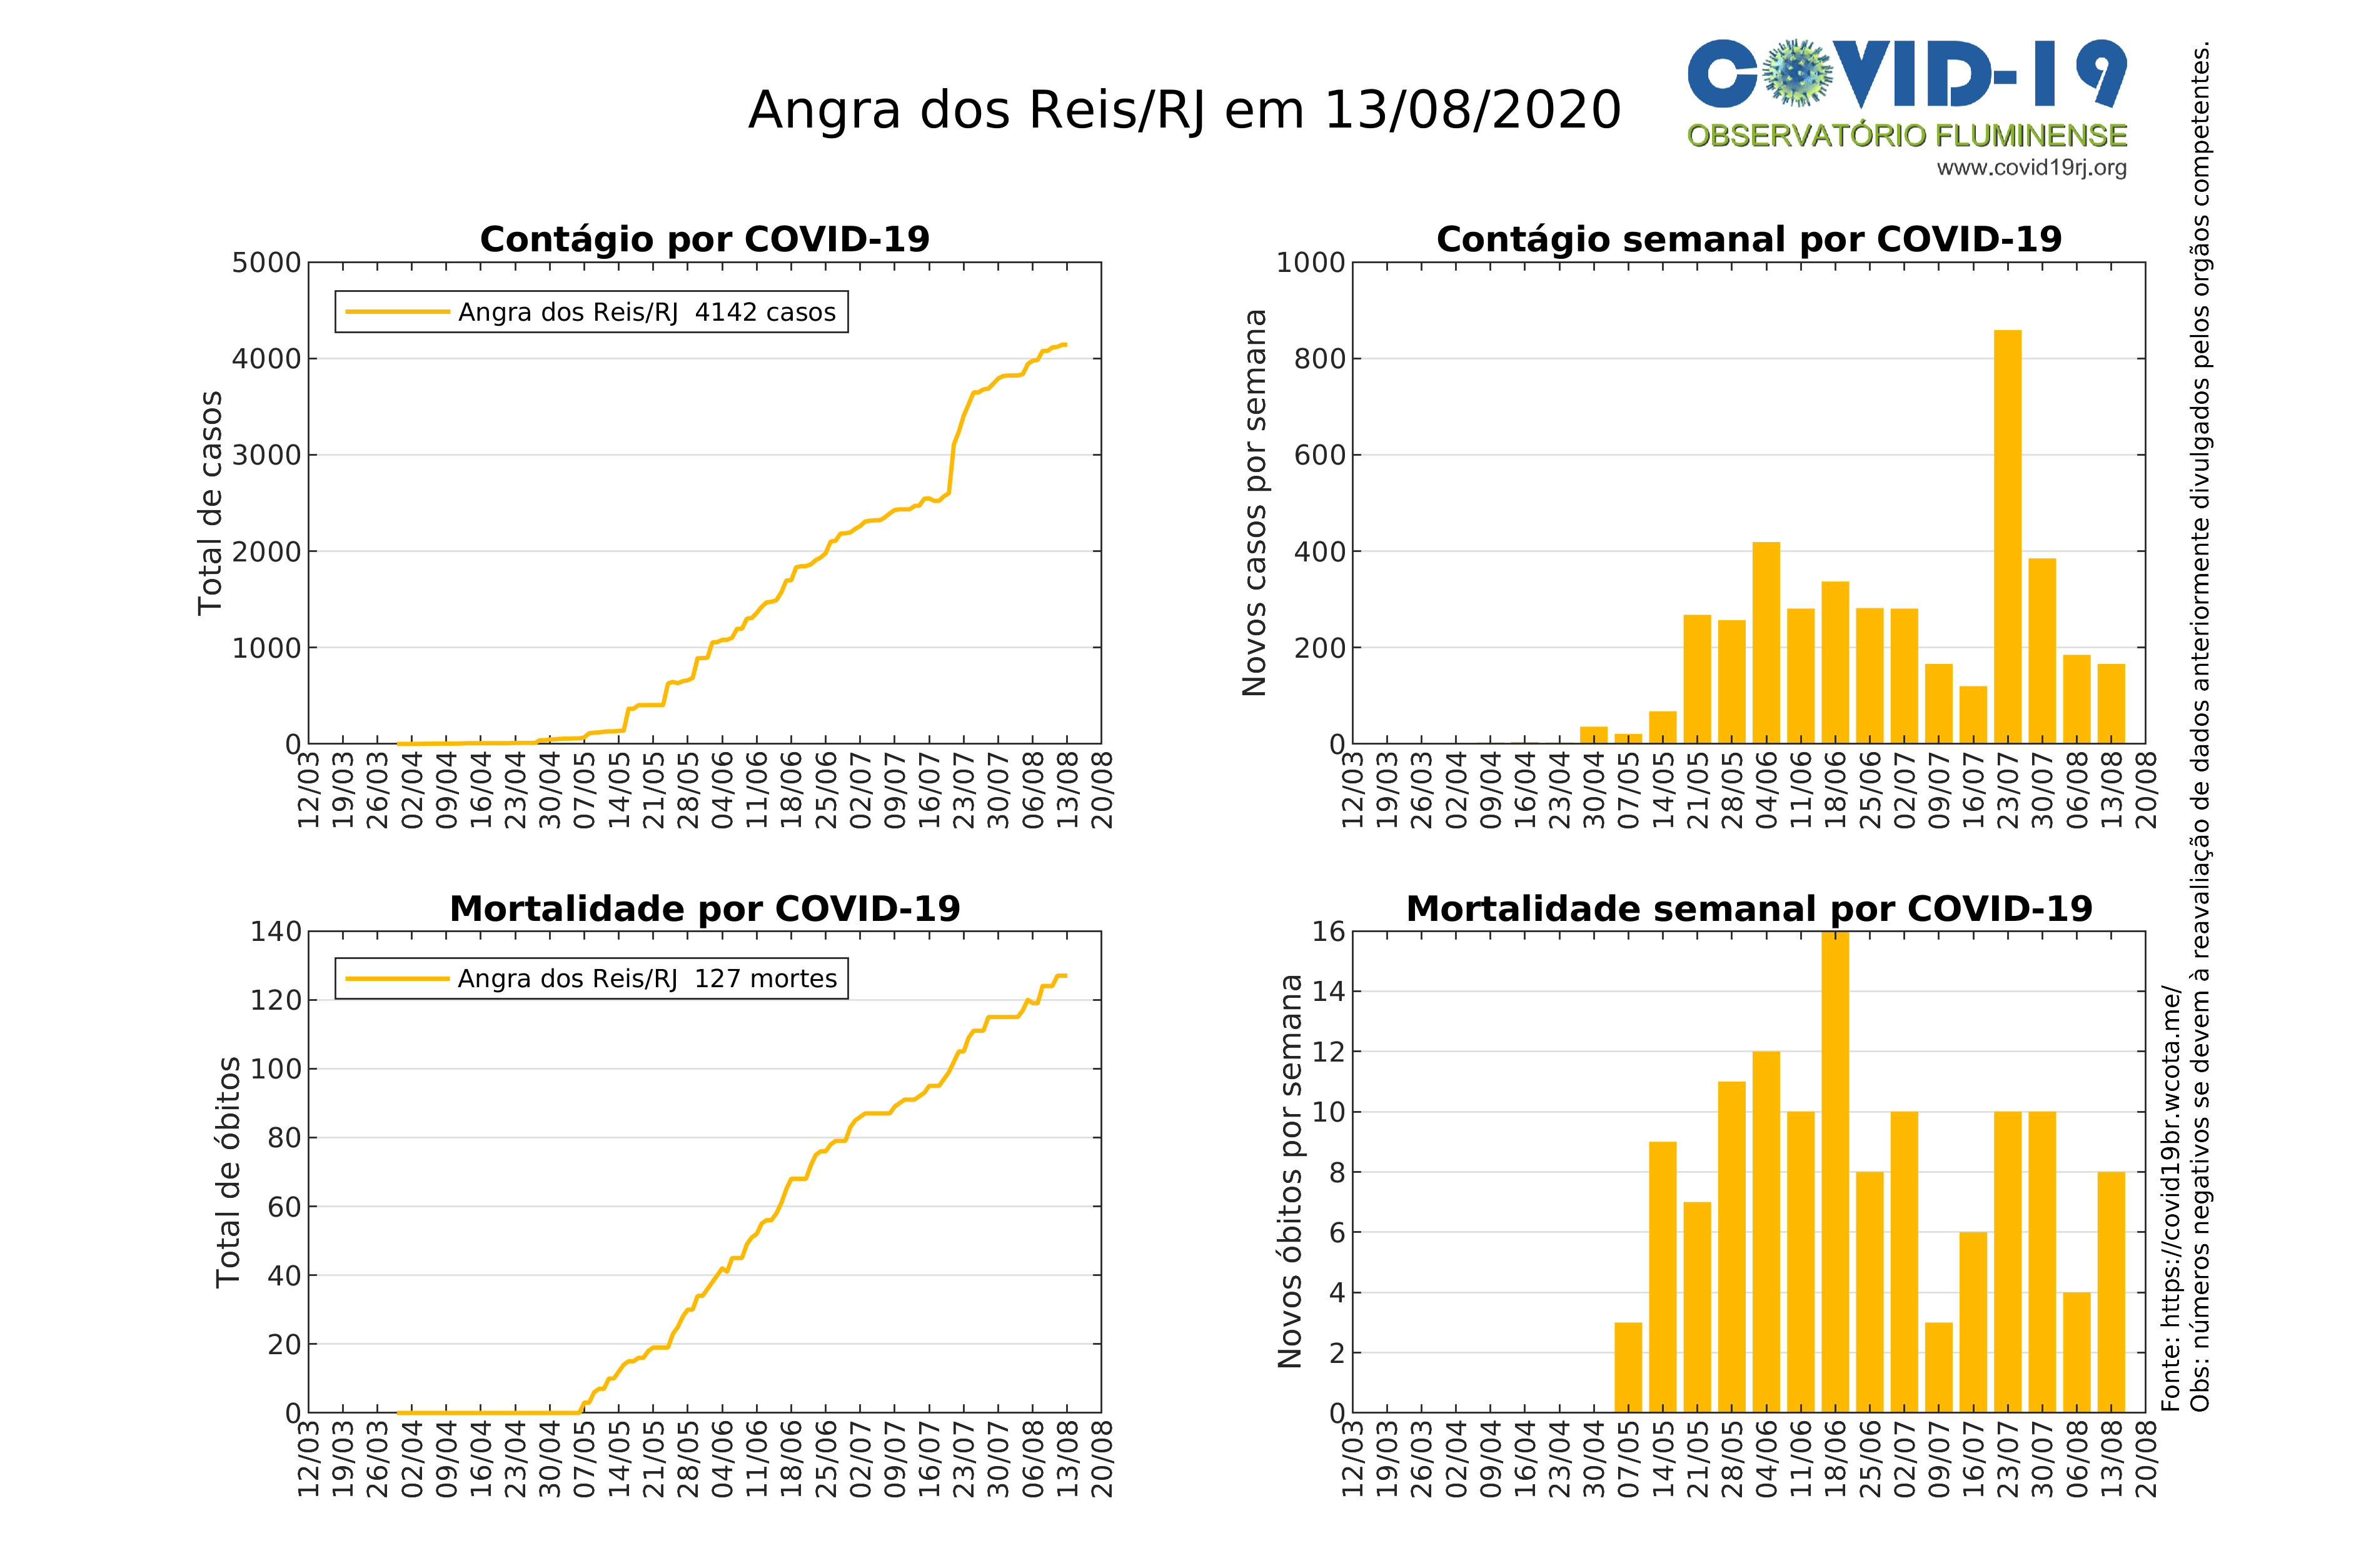 Angra dos Reis/RJ em 13/08/2020
COVID-19
OBSERVATÓRIO FLUMINENSE
www.covid19rj.org
Contágio por COVID-19
Total de casos
5000
4000
3000
2000
1000
0
Angra dos Reis/RJ 4142 casos
12/03 19/03 26/03 02/04 09/04 16/04 23/04 30/04 07/05 14/05 21/05 28/05 04/06 11/06 18/06 25/06 02/07 09/07 16/07 23/07 30/07 06/08 13/08 20/08
Contágio semanal por COVID-19
Novos casos por semana
1000
800
600
400
200
0
12/03 19/03 26/03 02/04 09/04 16/04 23/04 30/04 07/05 14/05 21/05 28/05 04/06 11/06 18/06 25/06 02/07 09/07 16/07 23/07 30/07 06/08 13/08 20/08
Mortalidade por COVID-19
Total de óbitos
140
120
100
80
60
40
20
0
Angra dos Reis/RJ 127 mortes
12/03 19/03 26/03 02/04 09/04 16/04 23/04 30/04 07/05 14/05 21/05 28/05 04/06 11/06 18/06 25/06 02/07 09/07 16/07 23/07 30/07 06/08 13/08 20/08
Mortalidade semanal por COVID-19
Novos óbitos por semana
16
14
12
10
8
6
4
2
0
12/03 19/03 26/03 02/04 09/04 16/04 23/04 30/04 07/05 14/05 21/05 28/05 04/06 11/06 18/06 25/06 02/07 09/07 16/07 23/07 30/07 06/08 13/08 20/08
Fonte: https://covid19br.wcota.me/
Obs: números negativos se devem à reavaliação de dados anteriormente divulgados pelos orgãos competentes.